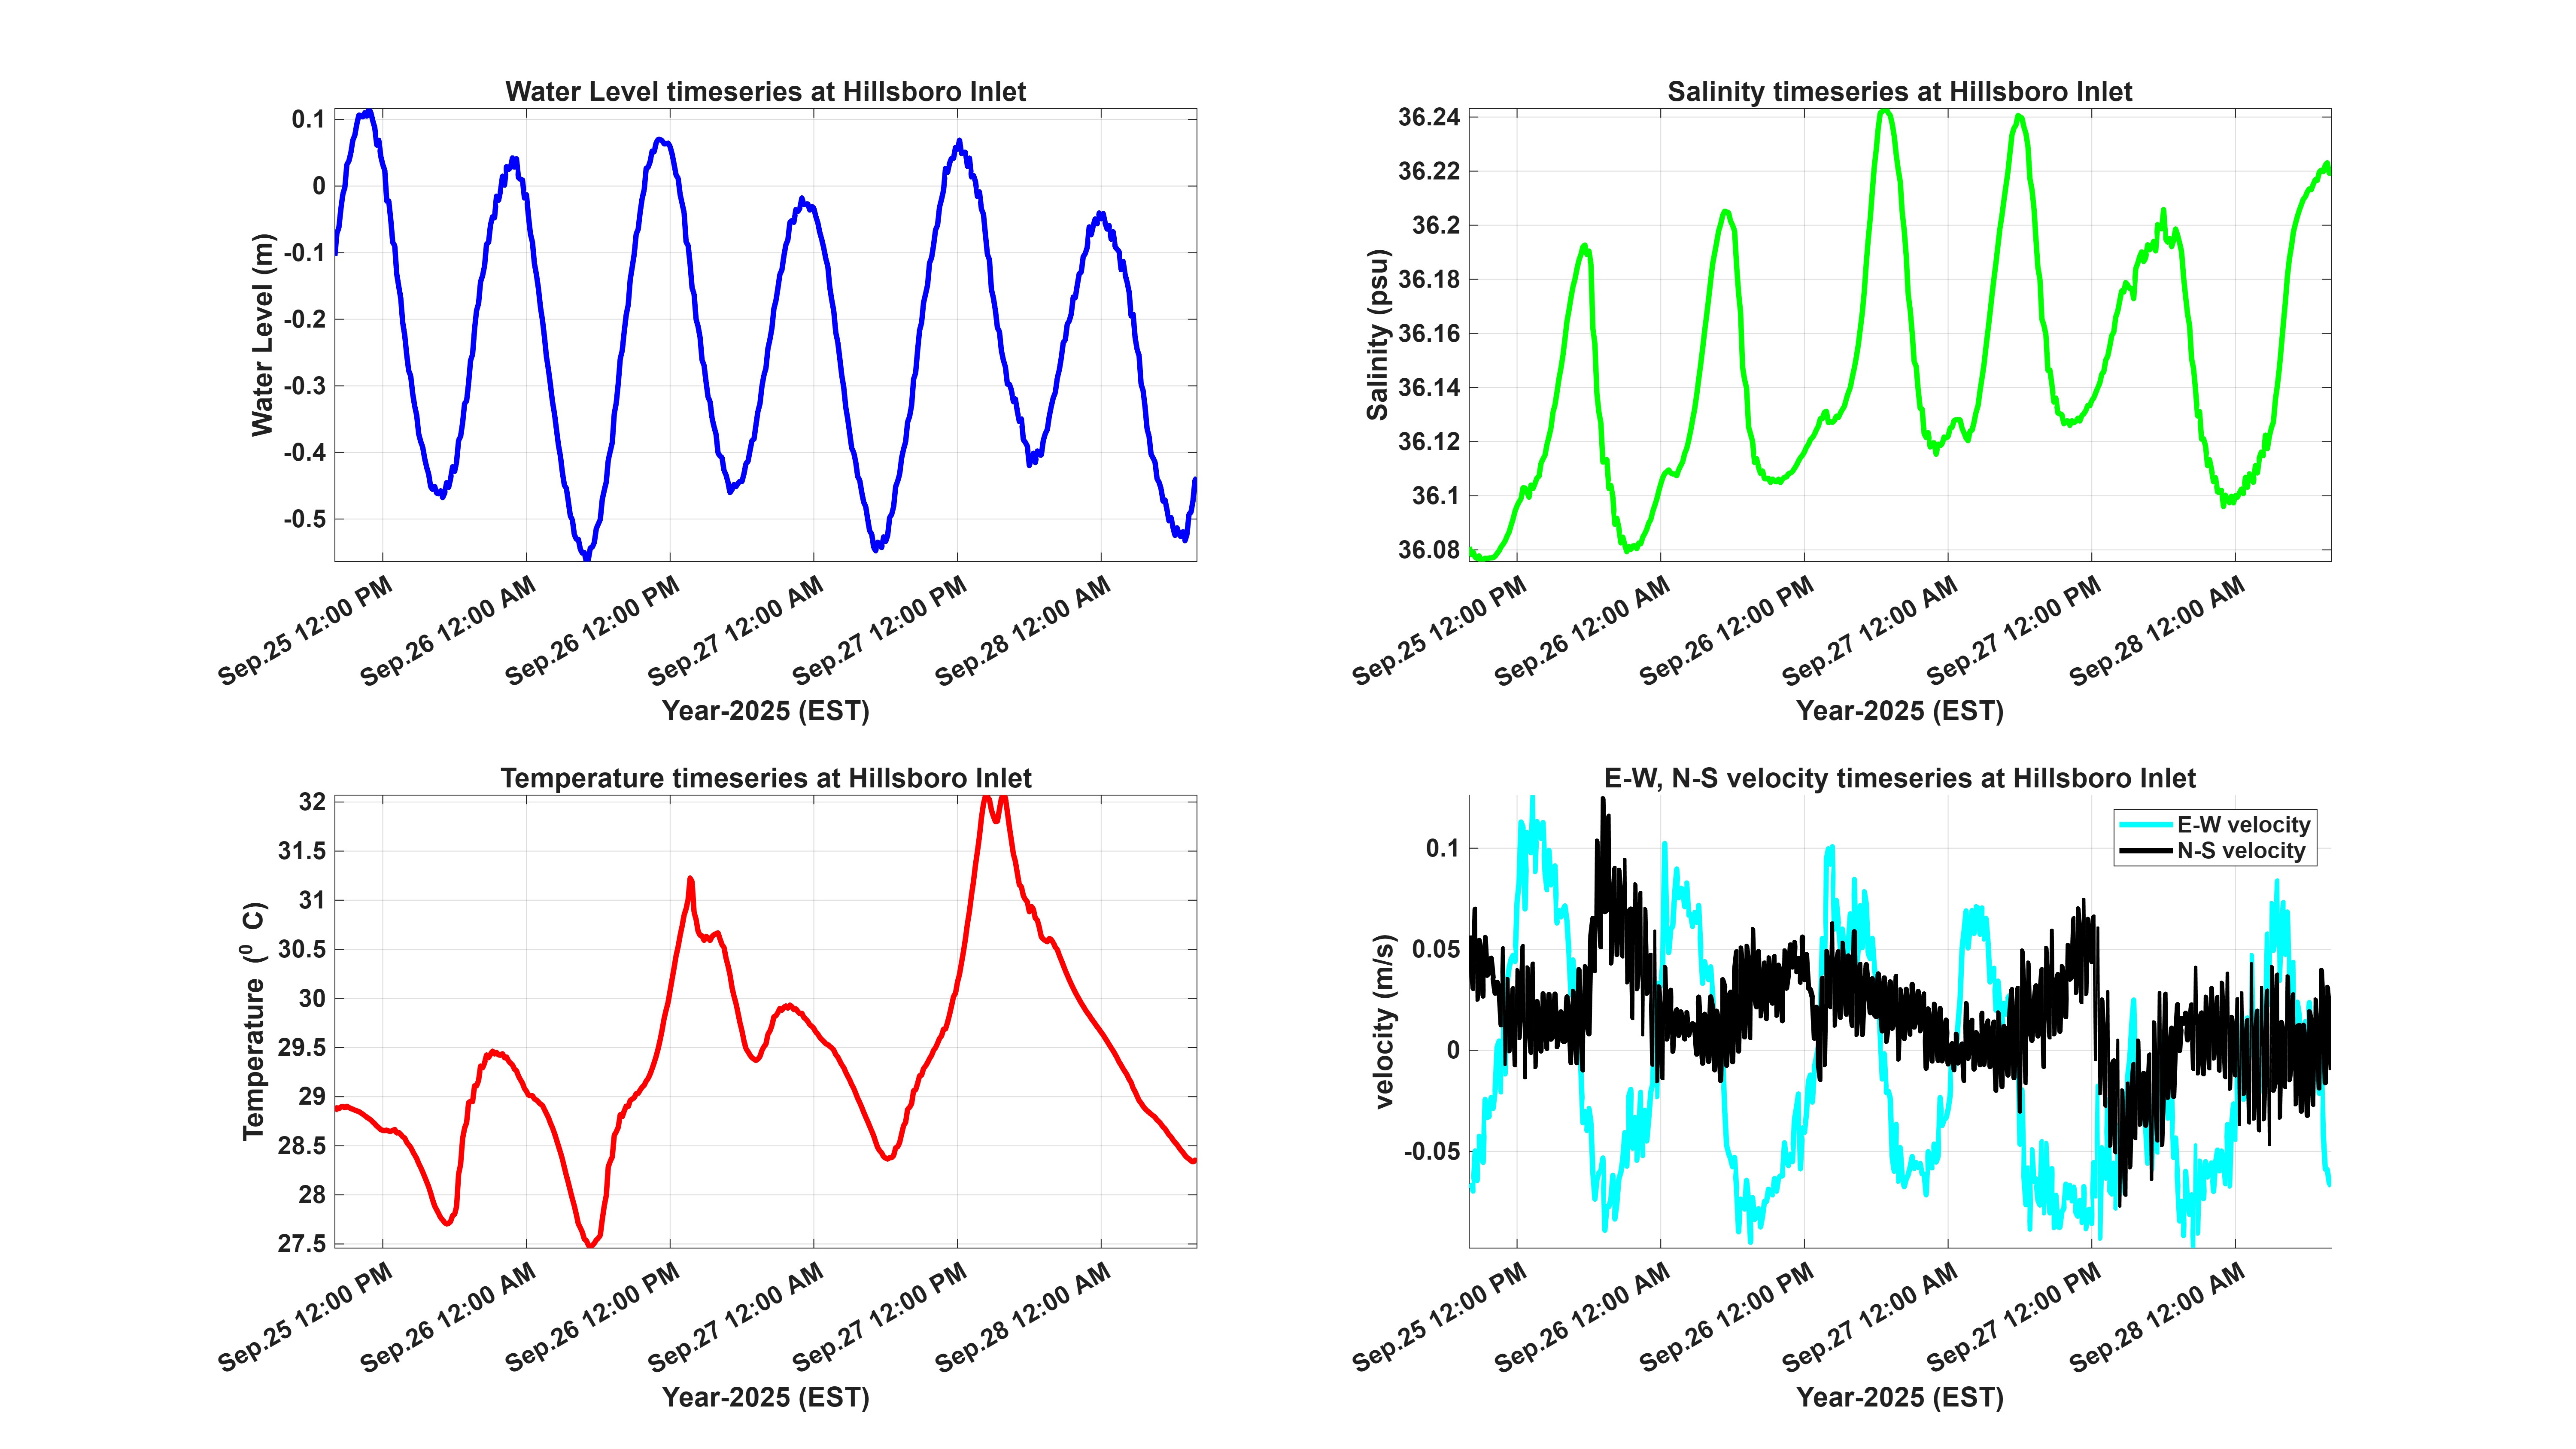 Water Level timeseries at Hillsboro Inlet
Water Level (m)
0.1
0
-0.1
-0.2
-0.3
-0.4
-0.5
Sep.25 12:00 PM
Sep.26 12:00 AM
Sep.26 12:00 PM
Sep.27 12:00 AM
Sep.27 12:00 PM
Sep.28 12:00 AM
Year-2025 (EST)
Salinity timeseries at Hillsboro Inlet
Salinity (psu)
36.24
36.22
36.2
36.18
36.16
36.14
36.12
36.1
36.08
Sep.25 12:00 PM
Sep.26 12:00 AM
Sep.26 12:00 PM
Sep.27 12:00 AM
Sep.27 12:00 PM
Sep.28 12:00 AM
Year-2025 (EST)
Temperature timeseries at Hillsboro Inlet
Temperature (⁰ C)
32
31.5
31
30.5
30
29.5
29
28.5
28
27.5
Sep.25 12:00 PM
Sep.26 12:00 AM
Sep.26 12:00 PM
Sep.27 12:00 AM
Sep.27 12:00 PM
Sep.28 12:00 AM
Year-2025 (EST)
E-W, N-S velocity timeseries at Hillsboro Inlet
E-W velocity
N-S velocity
velocity (m/s)
0.1
0.05
0
-0.05
Sep.25 12:00 PM
Sep.26 12:00 AM
Sep.26 12:00 PM
Sep.27 12:00 AM
Sep.27 12:00 PM
Sep.28 12:00 AM
Year-2025 (EST)